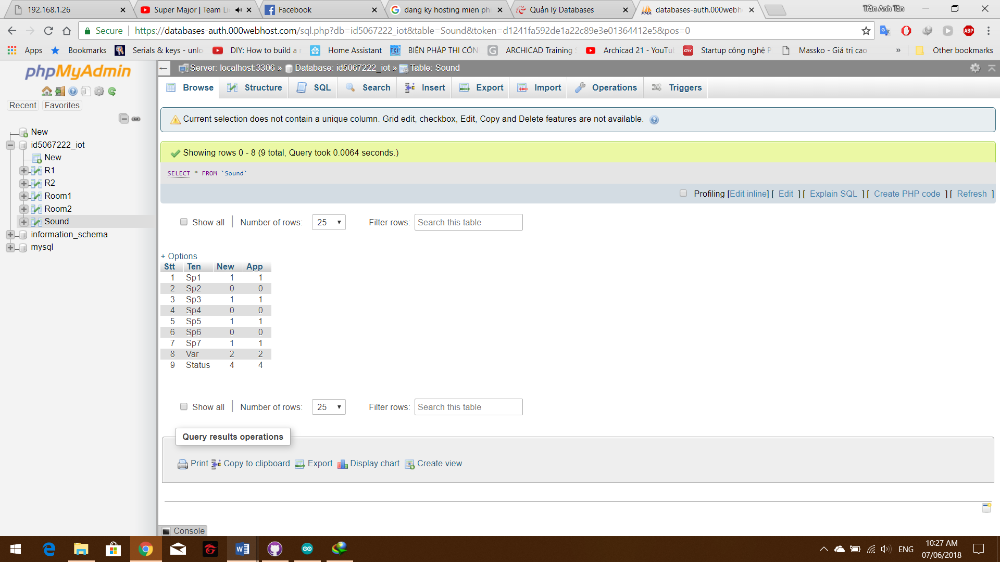 192.168.1.26
Super Major | Team Li
Facebook
dang ky hosting mien ph
Quản lý Databases
databases-auth.000webh
Trần Anh Tân
Secure
https://databases-auth.000webhost.com/sql.php?db=id5067222_iot&table=Sound&token=d1241fa592de1a22c89e3e01364412e5&pos=0
ABP
Apps
Bookmarks
Serials & keys - unlo
DIY: How to build a
Home Assistant
BIỆN PHÁP THI CÔN
ARCHICAD Training
Archicad 21 - YouTu
Startup công nghệ P
Massko - Giá trị cao
»
Other bookmarks
phpMyAdmin
Recent
Favorites
New
id5067222_iot
New
R1
R2
Room1
Room2
Sound
information_schema
mysql
Server: localhost:3306 » Database: id5067222_iot » Table: Sound
Browse
Structure
SQL
Search
Insert
Export
Import
Operations
Triggers
Current selection does not contain a unique column. Grid edit, checkbox, Edit, Copy and Delete features are not available.
Showing rows 0 - 8 (9 total, Query took 0.0064 seconds.)
SELECT * FROM `Sound`
Profiling [Edit inline] [ Edit ] [ Explain SQL ] [ Create PHP code ] [ Refresh ]
Show all | Number of rows: 25 Filter rows: Search this table
+ Options
Stt Ten New App
1 Sp1 1 1
2 Sp2 0 0
3 Sp3 1 1
4 Sp4 0 0
5 Sp5 1 1
6 Sp6 0 0
7 Sp7 1 1
8 Var 2 2
9 Status 4 4
Show all | Number of rows: 25 Filter rows: Search this table
Query results operations
Print Copy to clipboard Export Display chart Create view
Console
ENG
10:27 AM
07/06/2018